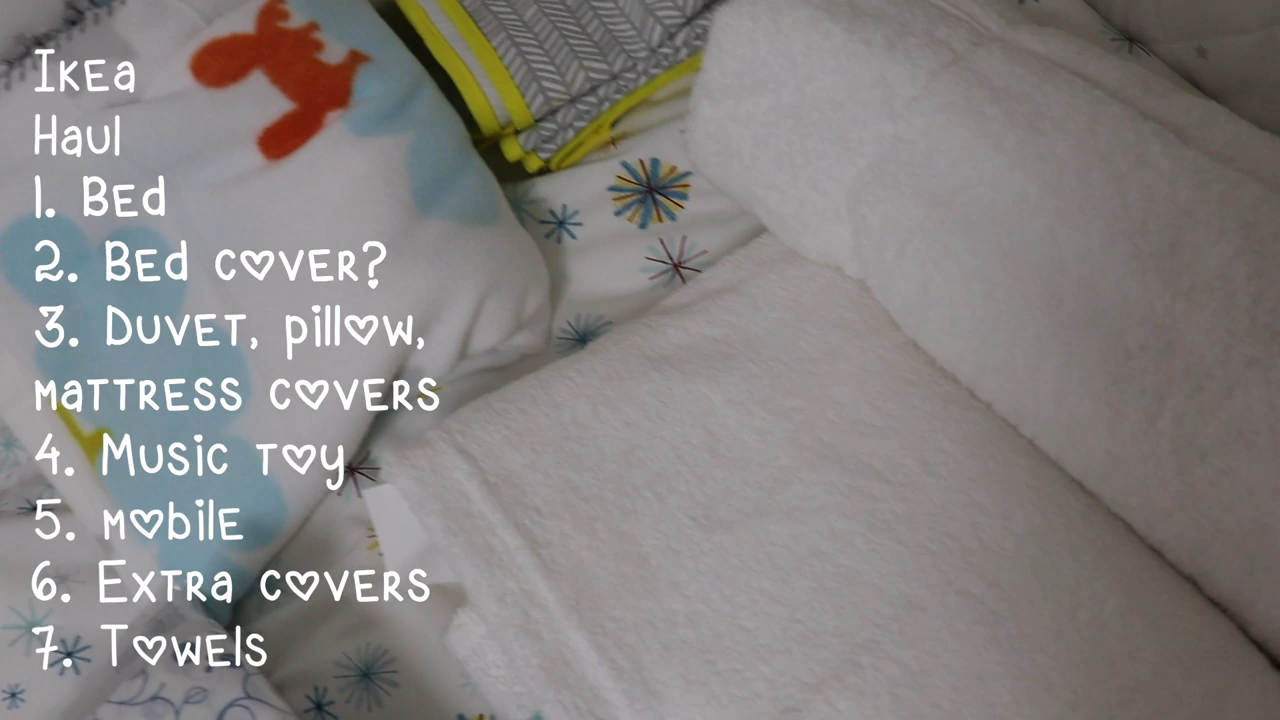 Ikea
Haul
1. Bed
2. Bed cover?
3. Duvet, pillow,
mattress covers
4. Music toy
5. mobile
6. Extra covers
7. Towels